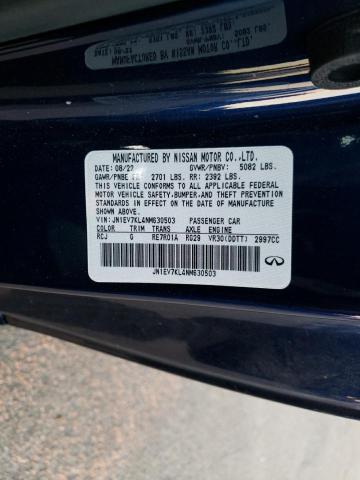 MANUFACTURED BY NISSAN MOTOR CO.,LTD.
DATE: 08/22 GVWR/PNBV: 5082 LBS.
GAWR/PNBE FR: 2701 LBS. RR: 2392 LBS.
THIS VEHICLE CONFORMS TO ALL APPLICABLE FEDERAL
MOTOR VEHICLE SAFETY, BUMPER, AND THEFT PREVENTION
STANDARDS IN EFFECT ON THE DATE OF MANUFACTURE
SHOWN ABOVE.
VIN: JN1EV7KL4NM630503 PASSENGER CAR
COLOR TRIM TRANS AXLE ENGINE
RCJ G RE7R01A RG29 VR30(DDTT) 2997CC
JN1EV7KL4NM630503